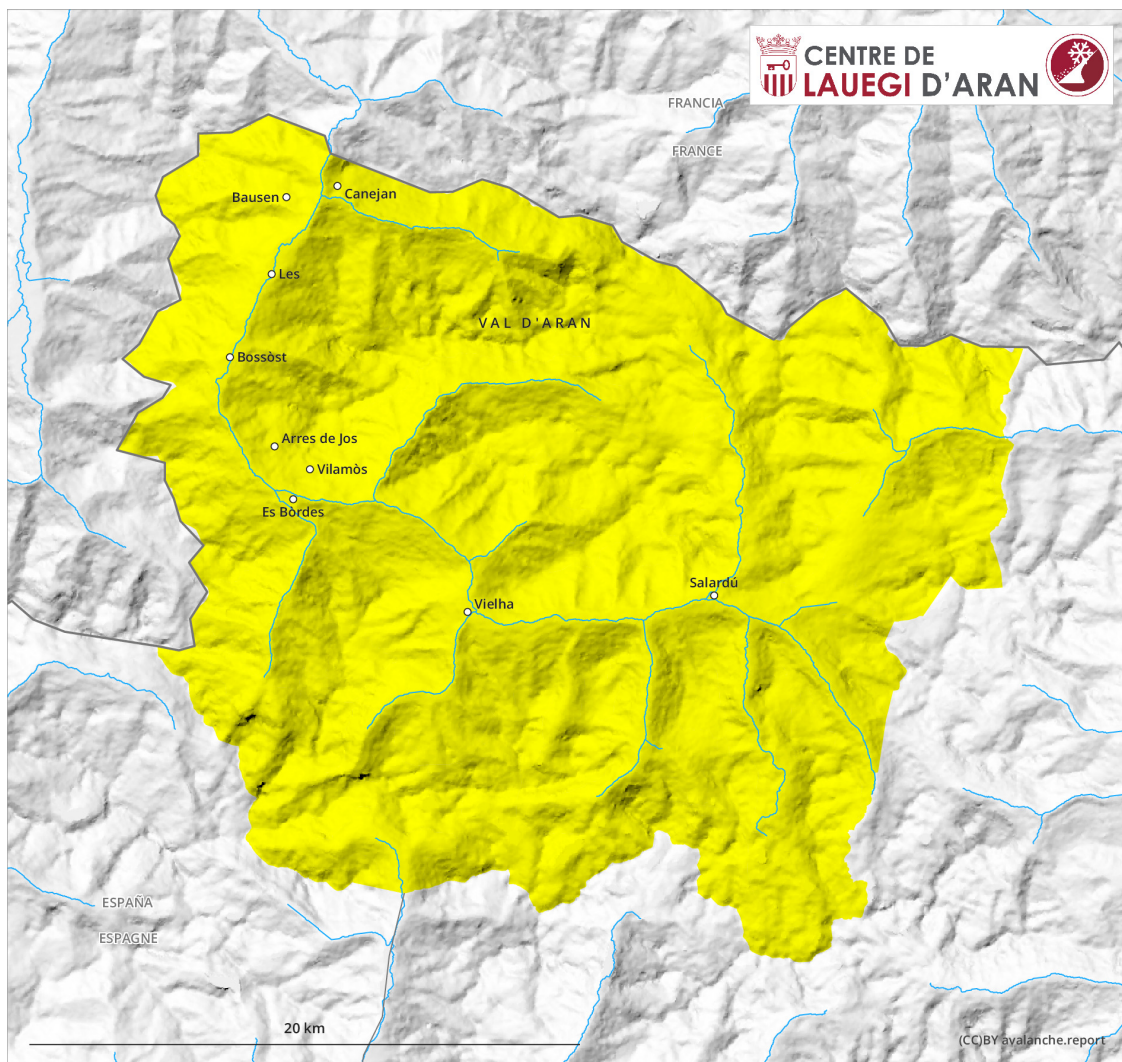 CENTRE DE
LAUEGI D'ARAN
FRANCIA
FRANCE
Canejan
Bausen
Les
VAL D'ARAN
Bossòst
Arres de Jos
Vilamòs
Es Bòrdes
Salardú
Vielha
ESPAÑA
ESPAGNE
20 km
(CC)BY avalanche.report